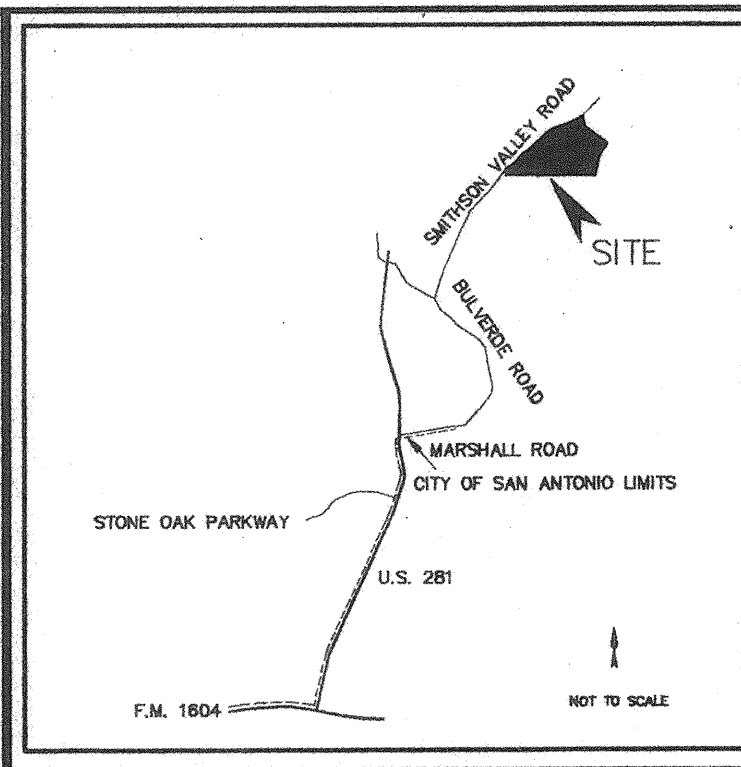 SMITHSON VALLEY ROAD
SITE
BULVERDE ROAD
MARSHALL ROAD
CITY OF SAN ANTONIO LIMITS
STONE OAK PARKWAY
U.S. 281
F.M. 1604
NOT TO SCALE